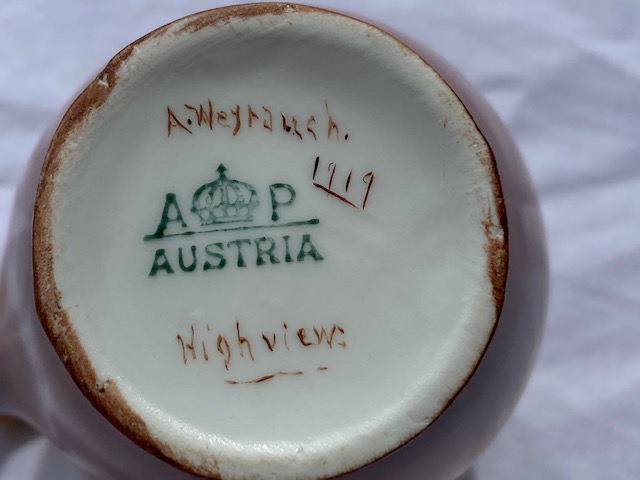 A. Weyrauch.
1919
A P
AUSTRIA
Highview: